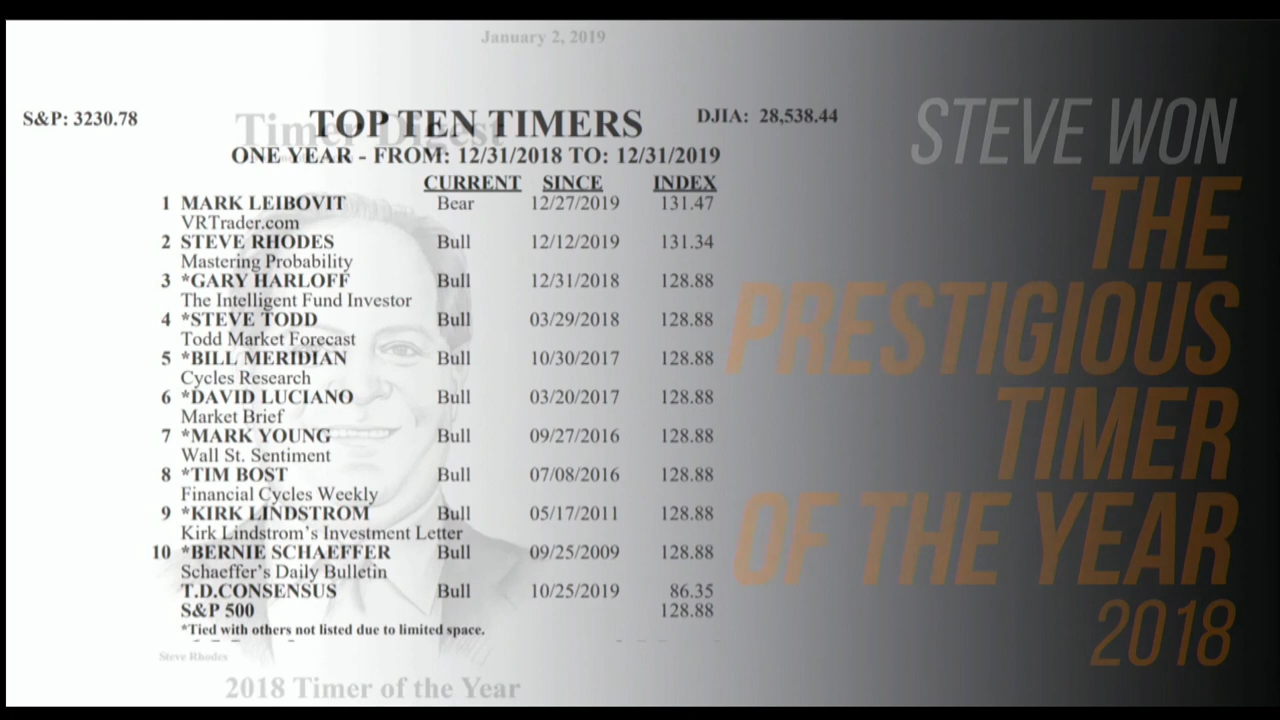 January 2, 2019
S&P: 3230.78
Timer Digest
TOP TEN TIMERS
DJIA: 28,538.44
ONE YEAR - FROM: 12/31/2018 TO: 12/31/2019
CURRENT SINCE INDEX
1 MARK LEIBOVIT Bear 12/27/2019 131.47
VRTrader.com
2 STEVE RHODES Bull 12/12/2019 131.34
Mastering Probability
3 *GARY HARLOFF Bull 12/31/2018 128.88
The Intelligent Fund Investor
4 *STEVE TODD Bull 03/29/2018 128.88
Todd Market Forecast
5 *BILL MERIDIAN Bull 10/30/2017 128.88
Cycles Research
6 *DAVID LUCIANO Bull 03/20/2017 128.88
Market Brief
7 *MARK YOUNG Bull 09/27/2016 128.88
Wall St. Sentiment
8 *TIM BOST Bull 07/08/2016 128.88
Financial Cycles Weekly
9 *KIRK LINDSTROM Bull 05/17/2011 128.88
Kirk Lindstrom's Investment Letter
10 *BERNIE SCHAEFFER Bull 09/25/2009 128.88
Schaeffer's Daily Bulletin
T.D.CONSENSUS Bull 10/25/2019 86.35
S&P 500 128.88
*Tied with others not listed due to limited space.
Steve Rhodes
2018 Timer of the Year
STEVE WON
THE
PRESTIGIOUS
TIMER
OF THE YEAR
2018